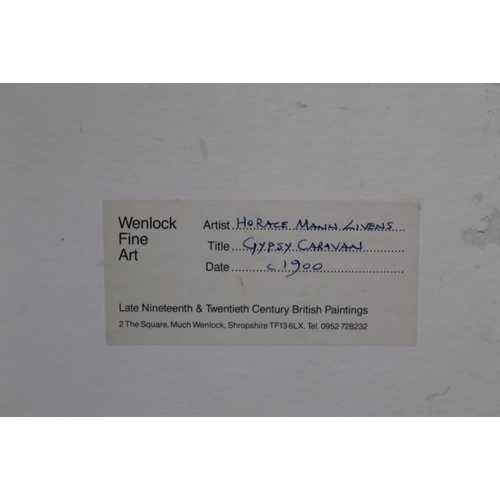 Wenlock Fine Art
Artist HORACE MANN LIVENS
Title GYPSY CARAVAN
Date c 1900
Late Nineteenth & Twentieth Century British Paintings
2 The Square, Much Wenlock, Shropshire TF13 6LX. Tel. 0952 728232